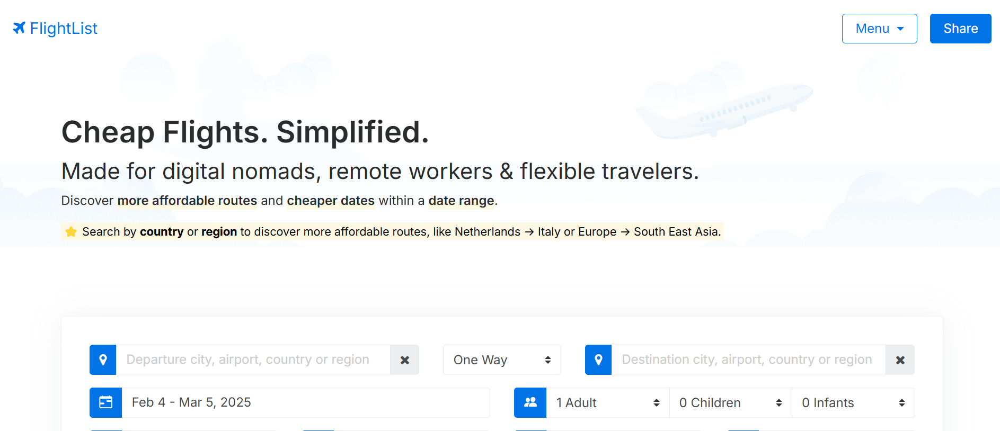 FlightList
Menu
Share
Cheap Flights. Simplified.
Made for digital nomads, remote workers & flexible travelers.
Discover more affordable routes and cheaper dates within a date range.
Search by country or region to discover more affordable routes, like Netherlands → Italy or Europe → South East Asia.
Departure city, airport, country or region
One Way
Destination city, airport, country or region
Feb 4 - Mar 5, 2025
1 Adult
0 Children
0 Infants